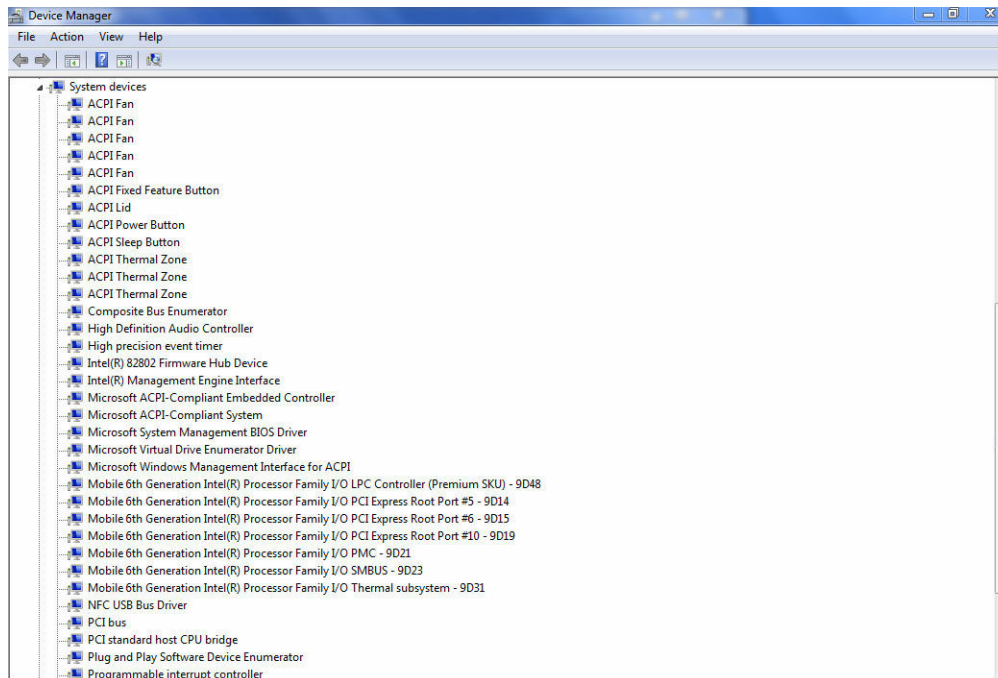 Device Manager
File Action View Help
System devices
ACPI Fan
ACPI Fan
ACPI Fan
ACPI Fan
ACPI Fan
ACPI Fixed Feature Button
ACPI Lid
ACPI Power Button
ACPI Sleep Button
ACPI Thermal Zone
ACPI Thermal Zone
ACPI Thermal Zone
Composite Bus Enumerator
High Definition Audio Controller
High precision event timer
Intel(R) 82802 Firmware Hub Device
Intel(R) Management Engine Interface
Microsoft ACPI-Compliant Embedded Controller
Microsoft ACPI-Compliant System
Microsoft System Management BIOS Driver
Microsoft Virtual Drive Enumerator Driver
Microsoft Windows Management Interface for ACPI
Mobile 6th Generation Intel(R) Processor Family I/O LPC Controller (Premium SKU) - 9D48
Mobile 6th Generation Intel(R) Processor Family I/O PCI Express Root Port #5 - 9D14
Mobile 6th Generation Intel(R) Processor Family I/O PCI Express Root Port #6 - 9D15
Mobile 6th Generation Intel(R) Processor Family I/O PCI Express Root Port #10 - 9D19
Mobile 6th Generation Intel(R) Processor Family I/O PMC - 9D21
Mobile 6th Generation Intel(R) Processor Family I/O SMBUS - 9D23
Mobile 6th Generation Intel(R) Processor Family I/O Thermal subsystem - 9D31
NFC USB Bus Driver
PCI bus
PCI standard host CPU bridge
Plug and Play Software Device Enumerator
Programmable interrupt controller